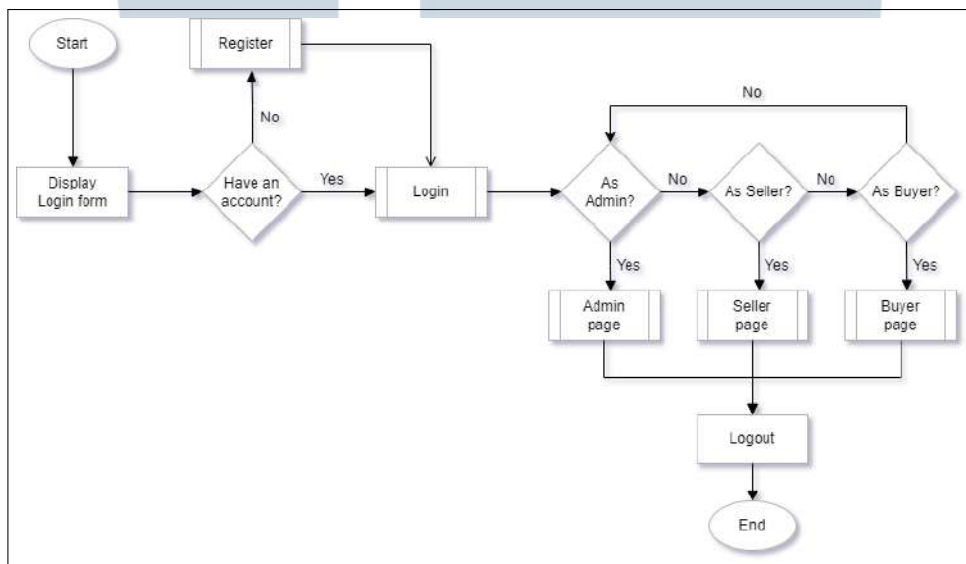 Start
Register
No
No
Display
Login form
Have an
account?
Yes
Login
As
Admin?
No
As Seller?
No
As Buyer?
Yes
Yes
Yes
Admin
page
Seller
page
Buyer
page
Logout
End